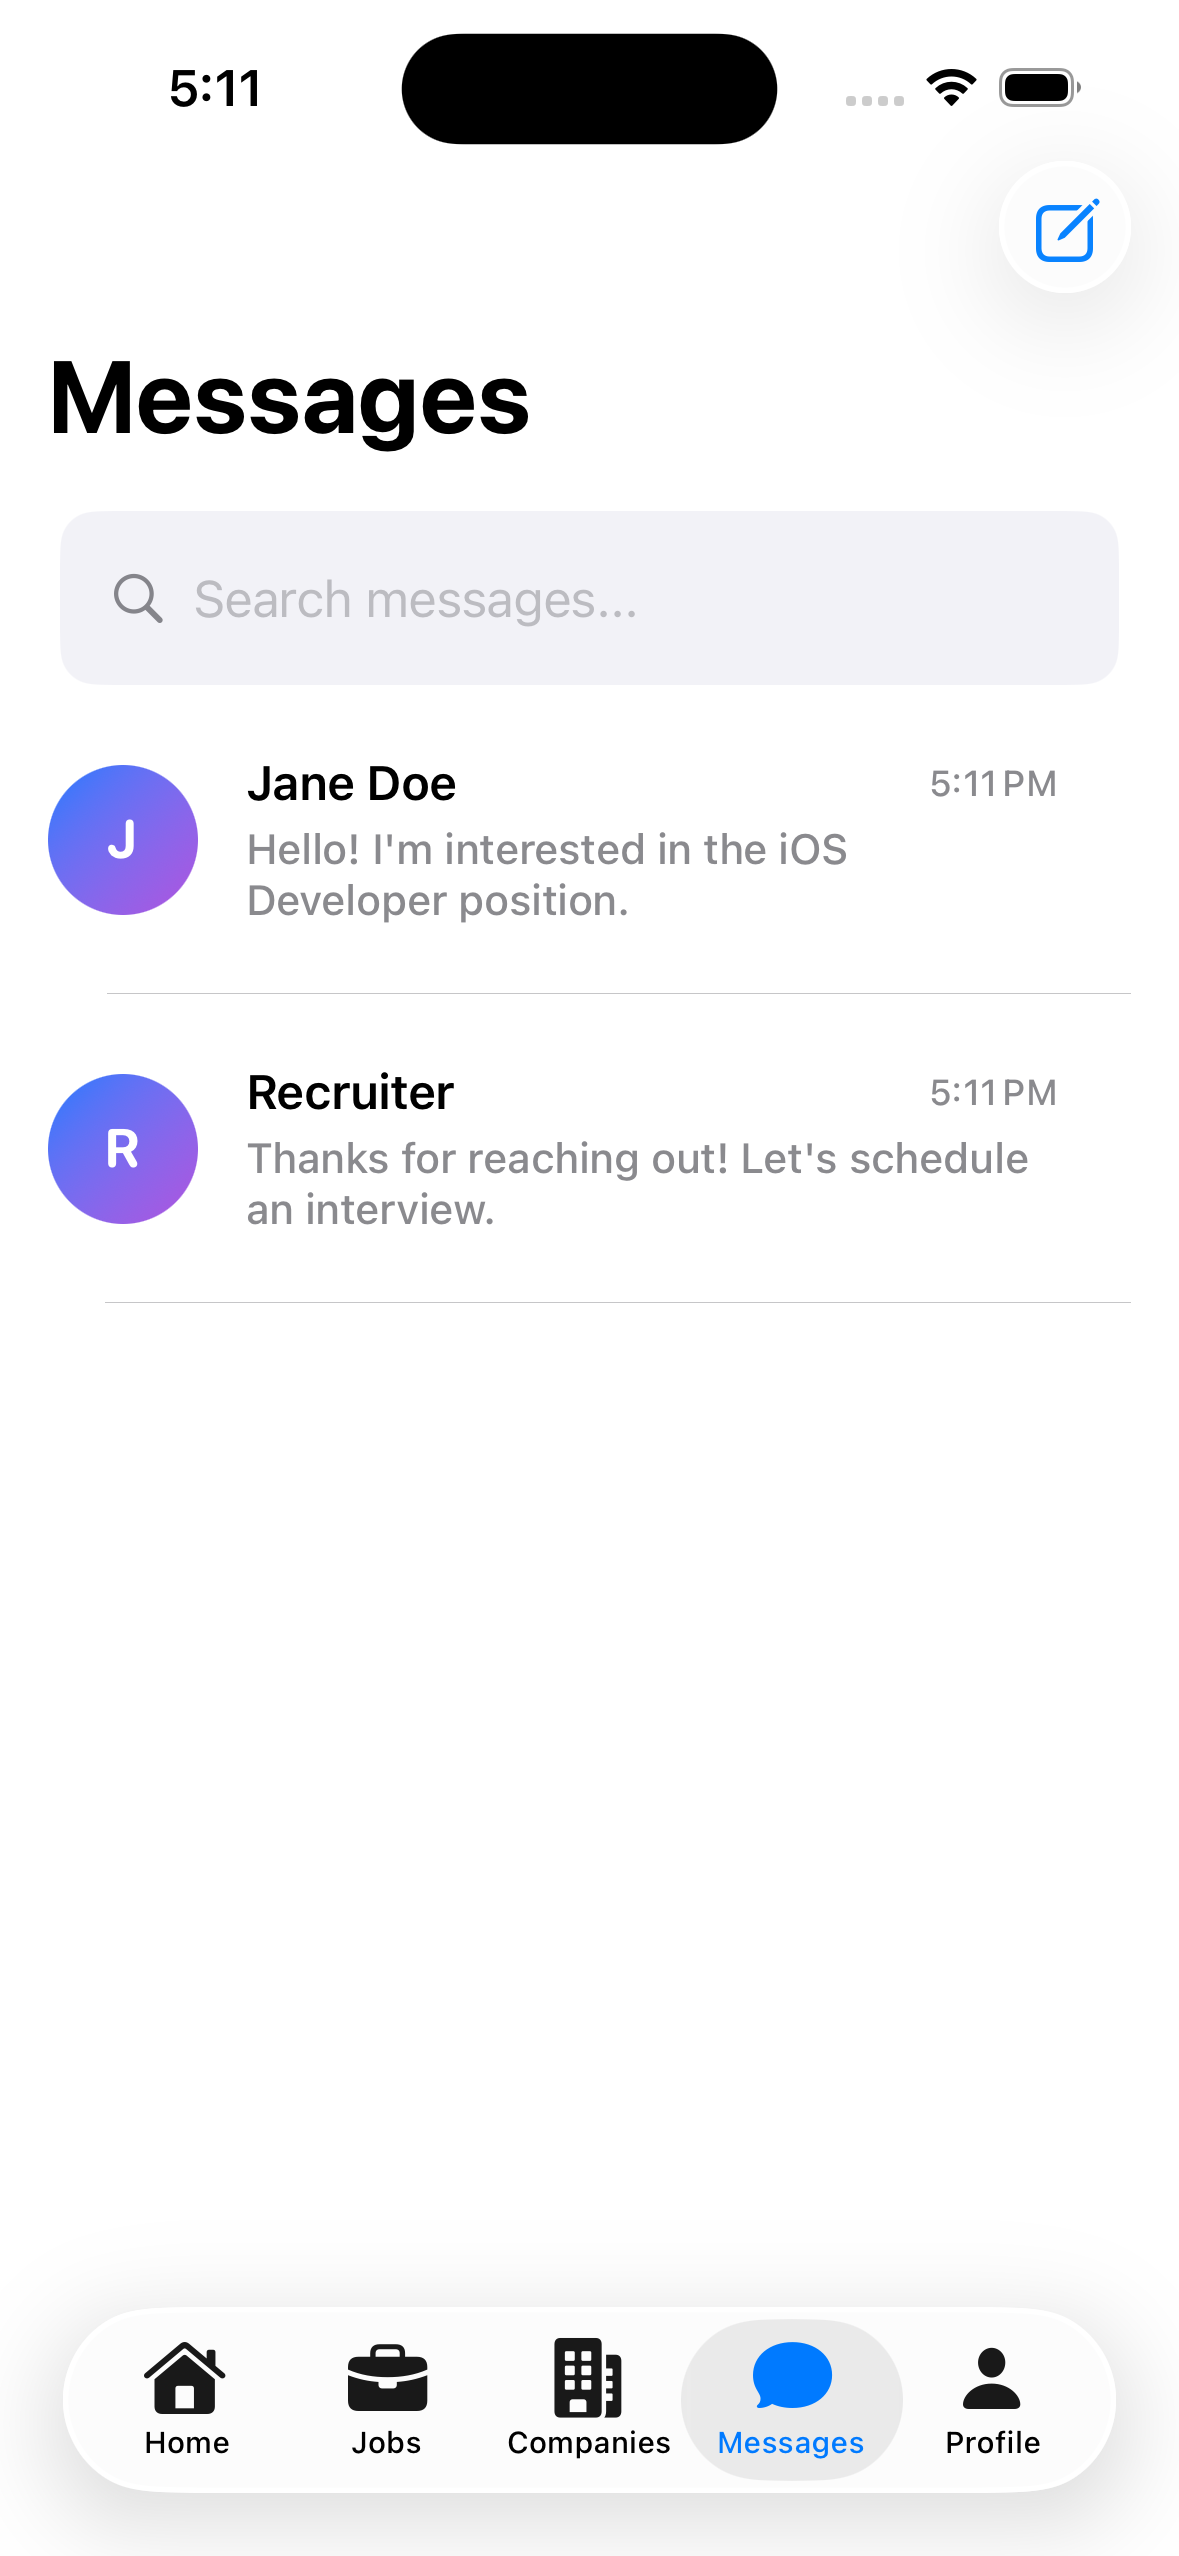 5:11
Messages
Search messages...
J
Jane Doe
5:11 PM
Hello! I'm interested in the iOS
Developer position.
R
Recruiter
5:11 PM
Thanks for reaching out! Let's schedule
an interview.
Home
Jobs
Companies
Messages
Profile